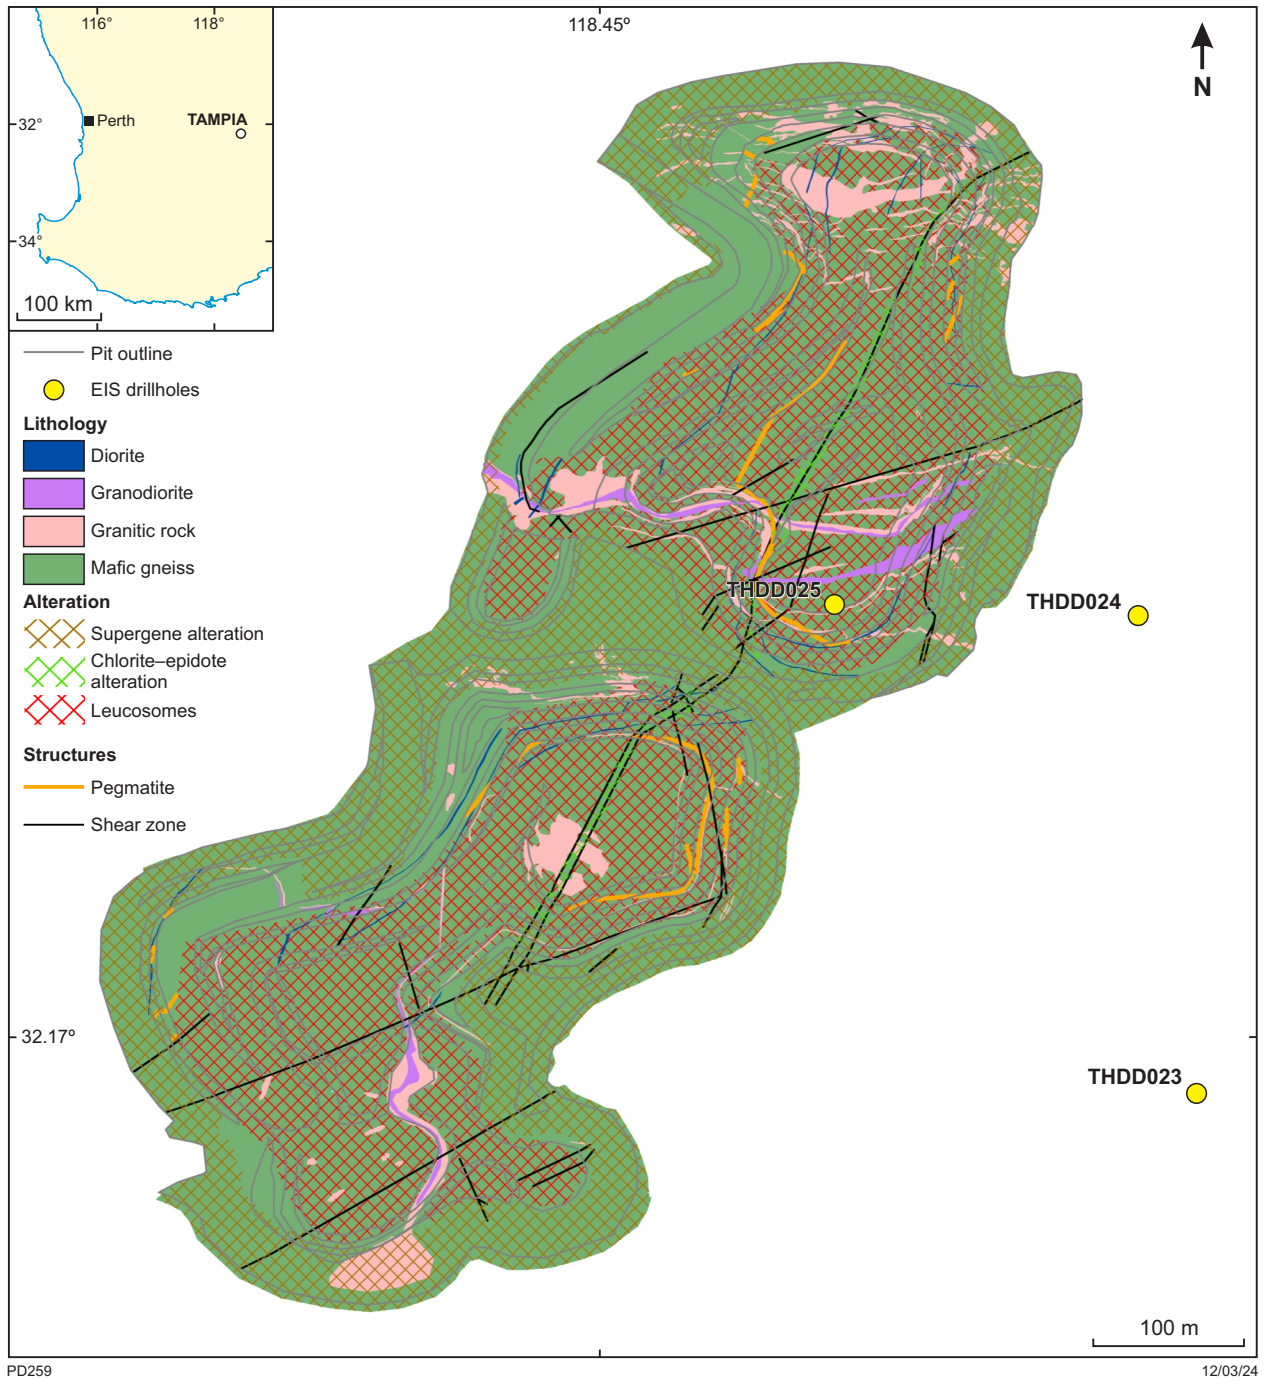 116°
118°
118.45°
N
32°
Perth
TAMPIA
34°
100 km
Pit outline
EIS drillholes
Lithology
Diorite
Granodiorite
Granitic rock
Mafic gneiss
Alteration
Supergene alteration
Chlorite–epidote
alteration
Leucosomes
Structures
Pegmatite
Shear zone
THDD025
THDD024
32.17°
THDD023
100 m
PD259
12/03/24